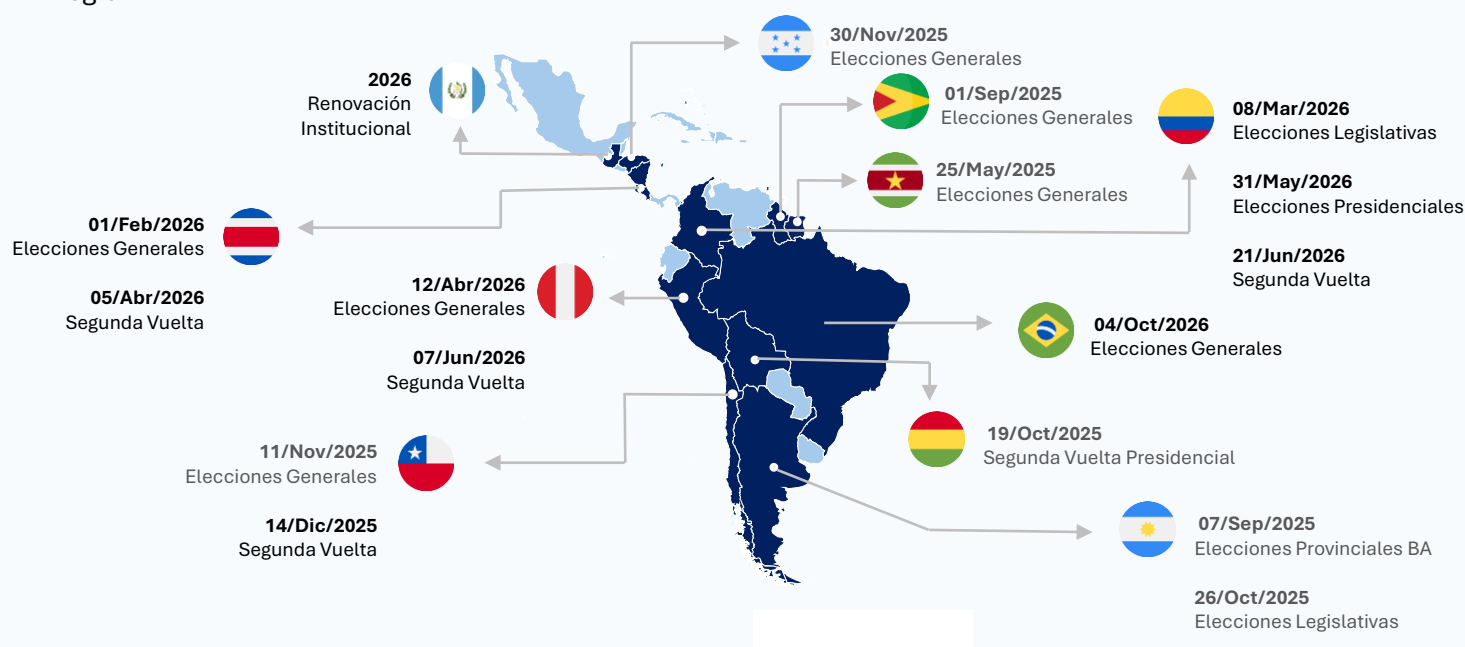 30/Nov/2025
Elecciones Generales
2026
Renovación
Institucional
01/Sep/2025
Elecciones Generales
08/Mar/2026
Elecciones Legislativas
25/May/2025
Elecciones Generales
31/May/2026
Elecciones Presidenciales
21/Jun/2026
Segunda Vuelta
01/Feb/2026
Elecciones Generales
05/Abr/2026
Segunda Vuelta
12/Abr/2026
Elecciones Generales
07/Jun/2026
Segunda Vuelta
04/Oct/2026
Elecciones Generales
19/Oct/2025
Segunda Vuelta Presidencial
11/Nov/2025
Elecciones Generales
14/Dic/2025
Segunda Vuelta
07/Sep/2025
Elecciones Provinciales BA
26/Oct/2025
Elecciones Legislativas